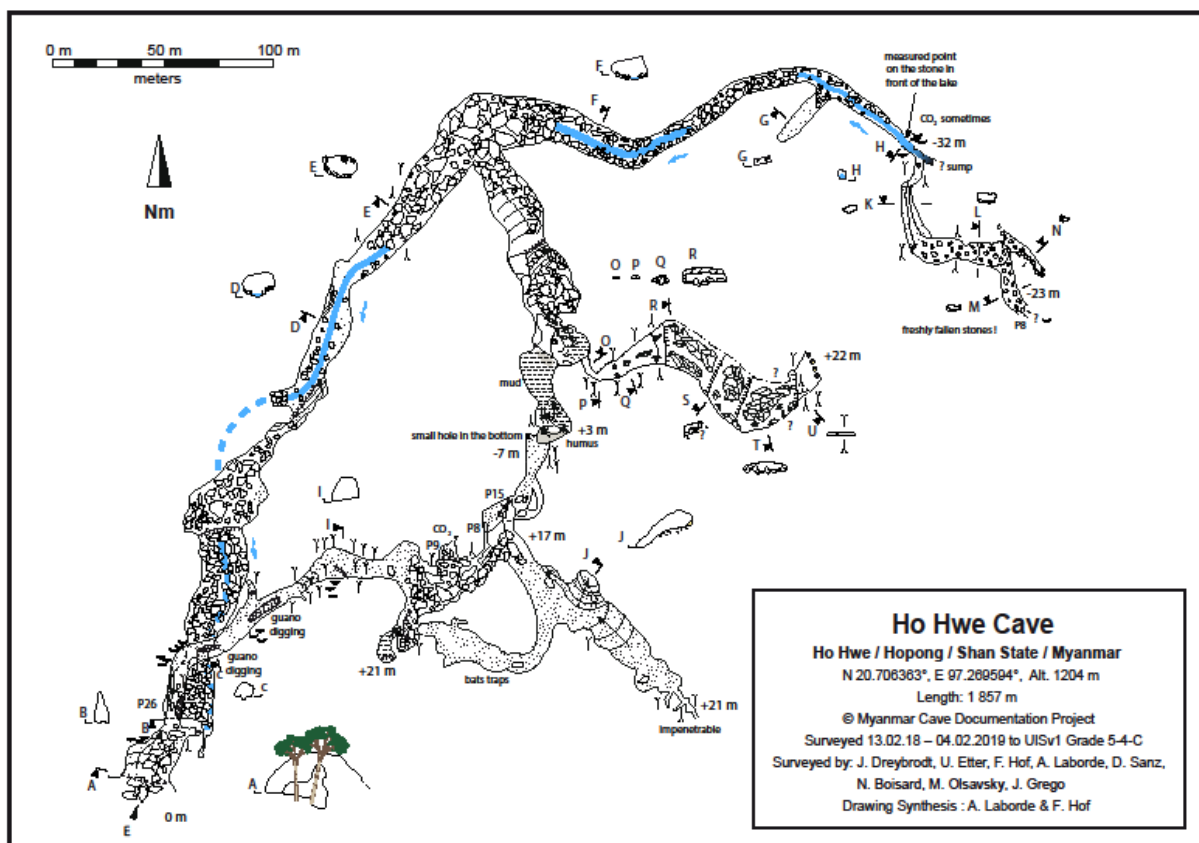 0 m 50 m 100 m
meters
Nm
F
F
measured point
on the stone in
front of the lake
CO₂ sometimes
-32 m
? sump
G
G
H
H
K
L
N
M
-23 m
P8
?
freshly fallen stones !
E
E
D
D
O P Q R
R
O
P
Q
S
?
T
U
?
?
+22 m
mud
+3 m
humus
small hole in the bottom
-7 m
P15
P8
CO₂
P9
+17 m
I
I
J
J
guano
digging
guano
digging
C
C
+21 m
bats traps
+21 m
Impenetrable
B
P26
B
A
A
E
0 m
Ho Hwe Cave
Ho Hwe / Hopong / Shan State / Myanmar
N 20.706363°, E 97.269594°, Alt. 1204 m
Length: 1 857 m
© Myanmar Cave Documentation Project
Surveyed 13.02.18 – 04.02.2019 to UISv1 Grade 5-4-C
Surveyed by: J. Dreybrodt, U. Etter, F. Hof, A. Laborde, D. Sanz,
N. Boisard, M. Olsavsky, J. Grego
Drawing Synthesis : A. Laborde & F. Hof